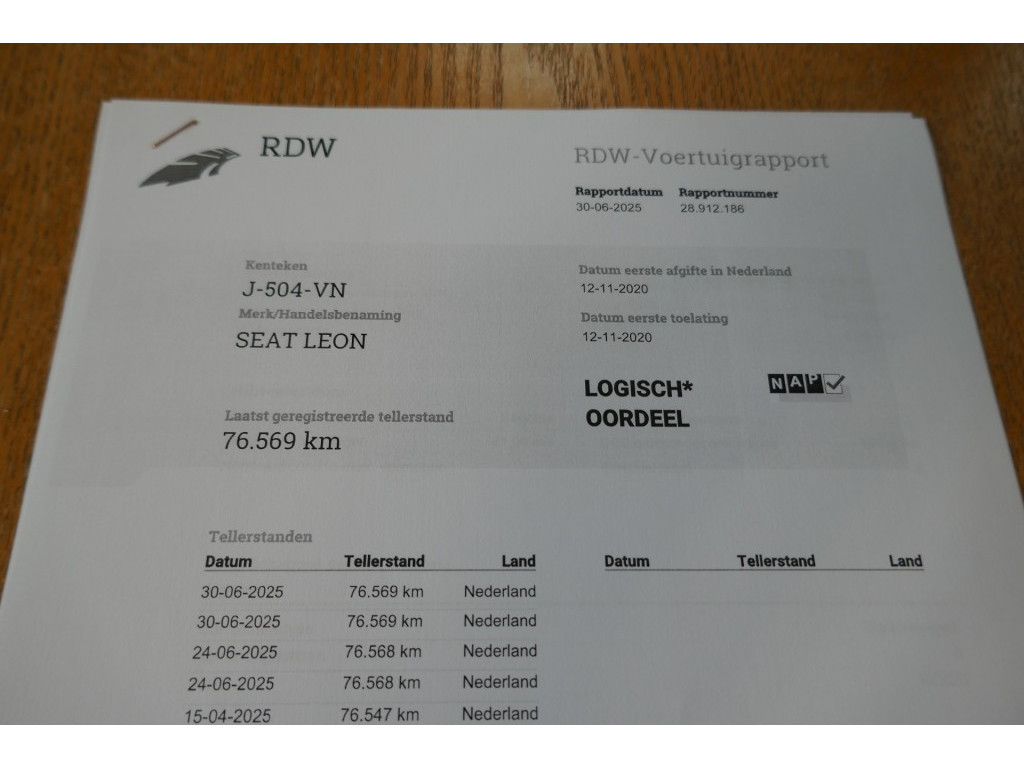 RDW
RDW-Voertuigrapport
Rapportdatum Rapportnummer
30-06-2025 28.912.186
Kenteken
J-504-VN
Merk/Handelsbenaming
SEAT LEON
Datum eerste afgifte in Nederland
12-11-2020
Datum eerste toelating
12-11-2020
LOGISCH*
OORDEEL
NAP
Laatst geregistreerde tellerstand
76.569 km
Tellerstanden
Datum Tellerstand Land Datum Tellerstand Land
30-06-2025 76.569 km Nederland
30-06-2025 76.569 km Nederland
24-06-2025 76.568 km Nederland
24-06-2025 76.568 km Nederland
15-04-2025 76.547 km Nederland